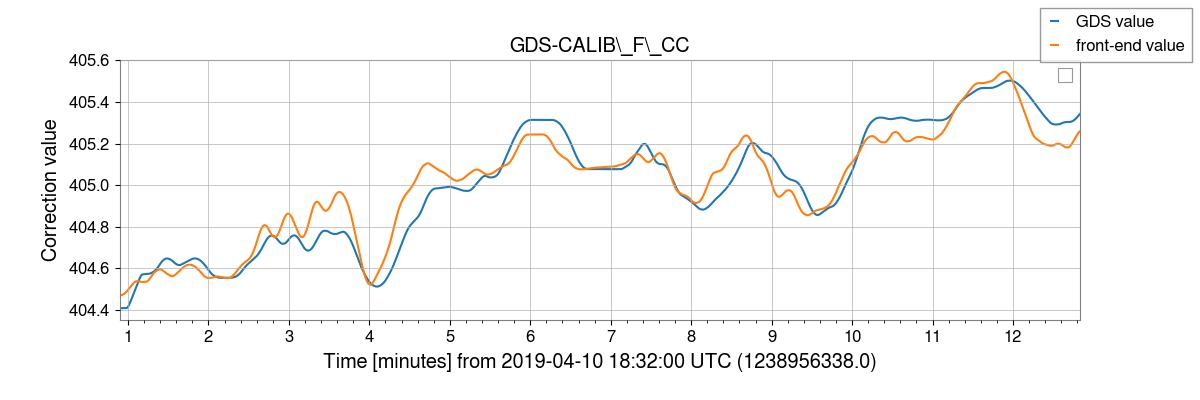 GDS value
front-end value
GDS-CALIB\_F\_CC
Correction value
405.6
405.4
405.2
405.0
404.8
404.6
404.4
1 2 3 4 5 6 7 8 9 10 11 12
Time [minutes] from 2019-04-10 18:32:00 UTC (1238956338.0)